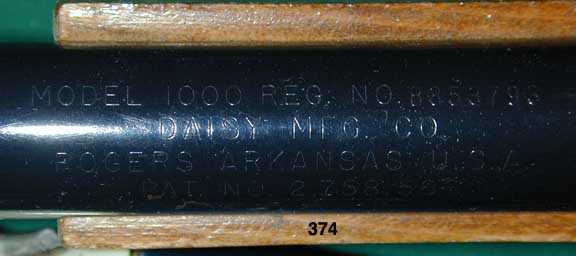 MODEL 1000 REG. NO.
DAISY MFG. CO.
ROGERS ARKANSAS U.S.A.
PAT. NO.
374